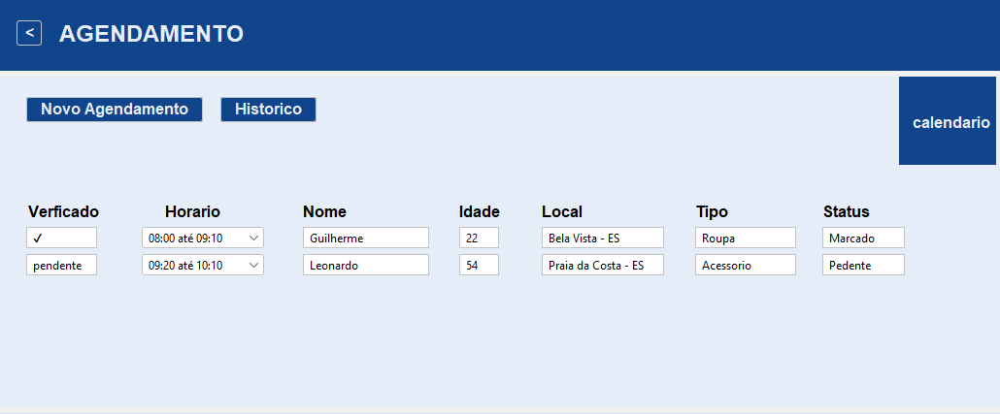 < AGENDAMENTO
Novo Agendamento Historico
calendario
Verficado Horario Nome Idade Local Tipo Status
✓ 08:00 até 09:10 Guilherme 22 Bela Vista - ES Roupa Marcado
pendente 09:20 até 10:10 Leonardo 54 Praia da Costa - ES Acessorio Pedente